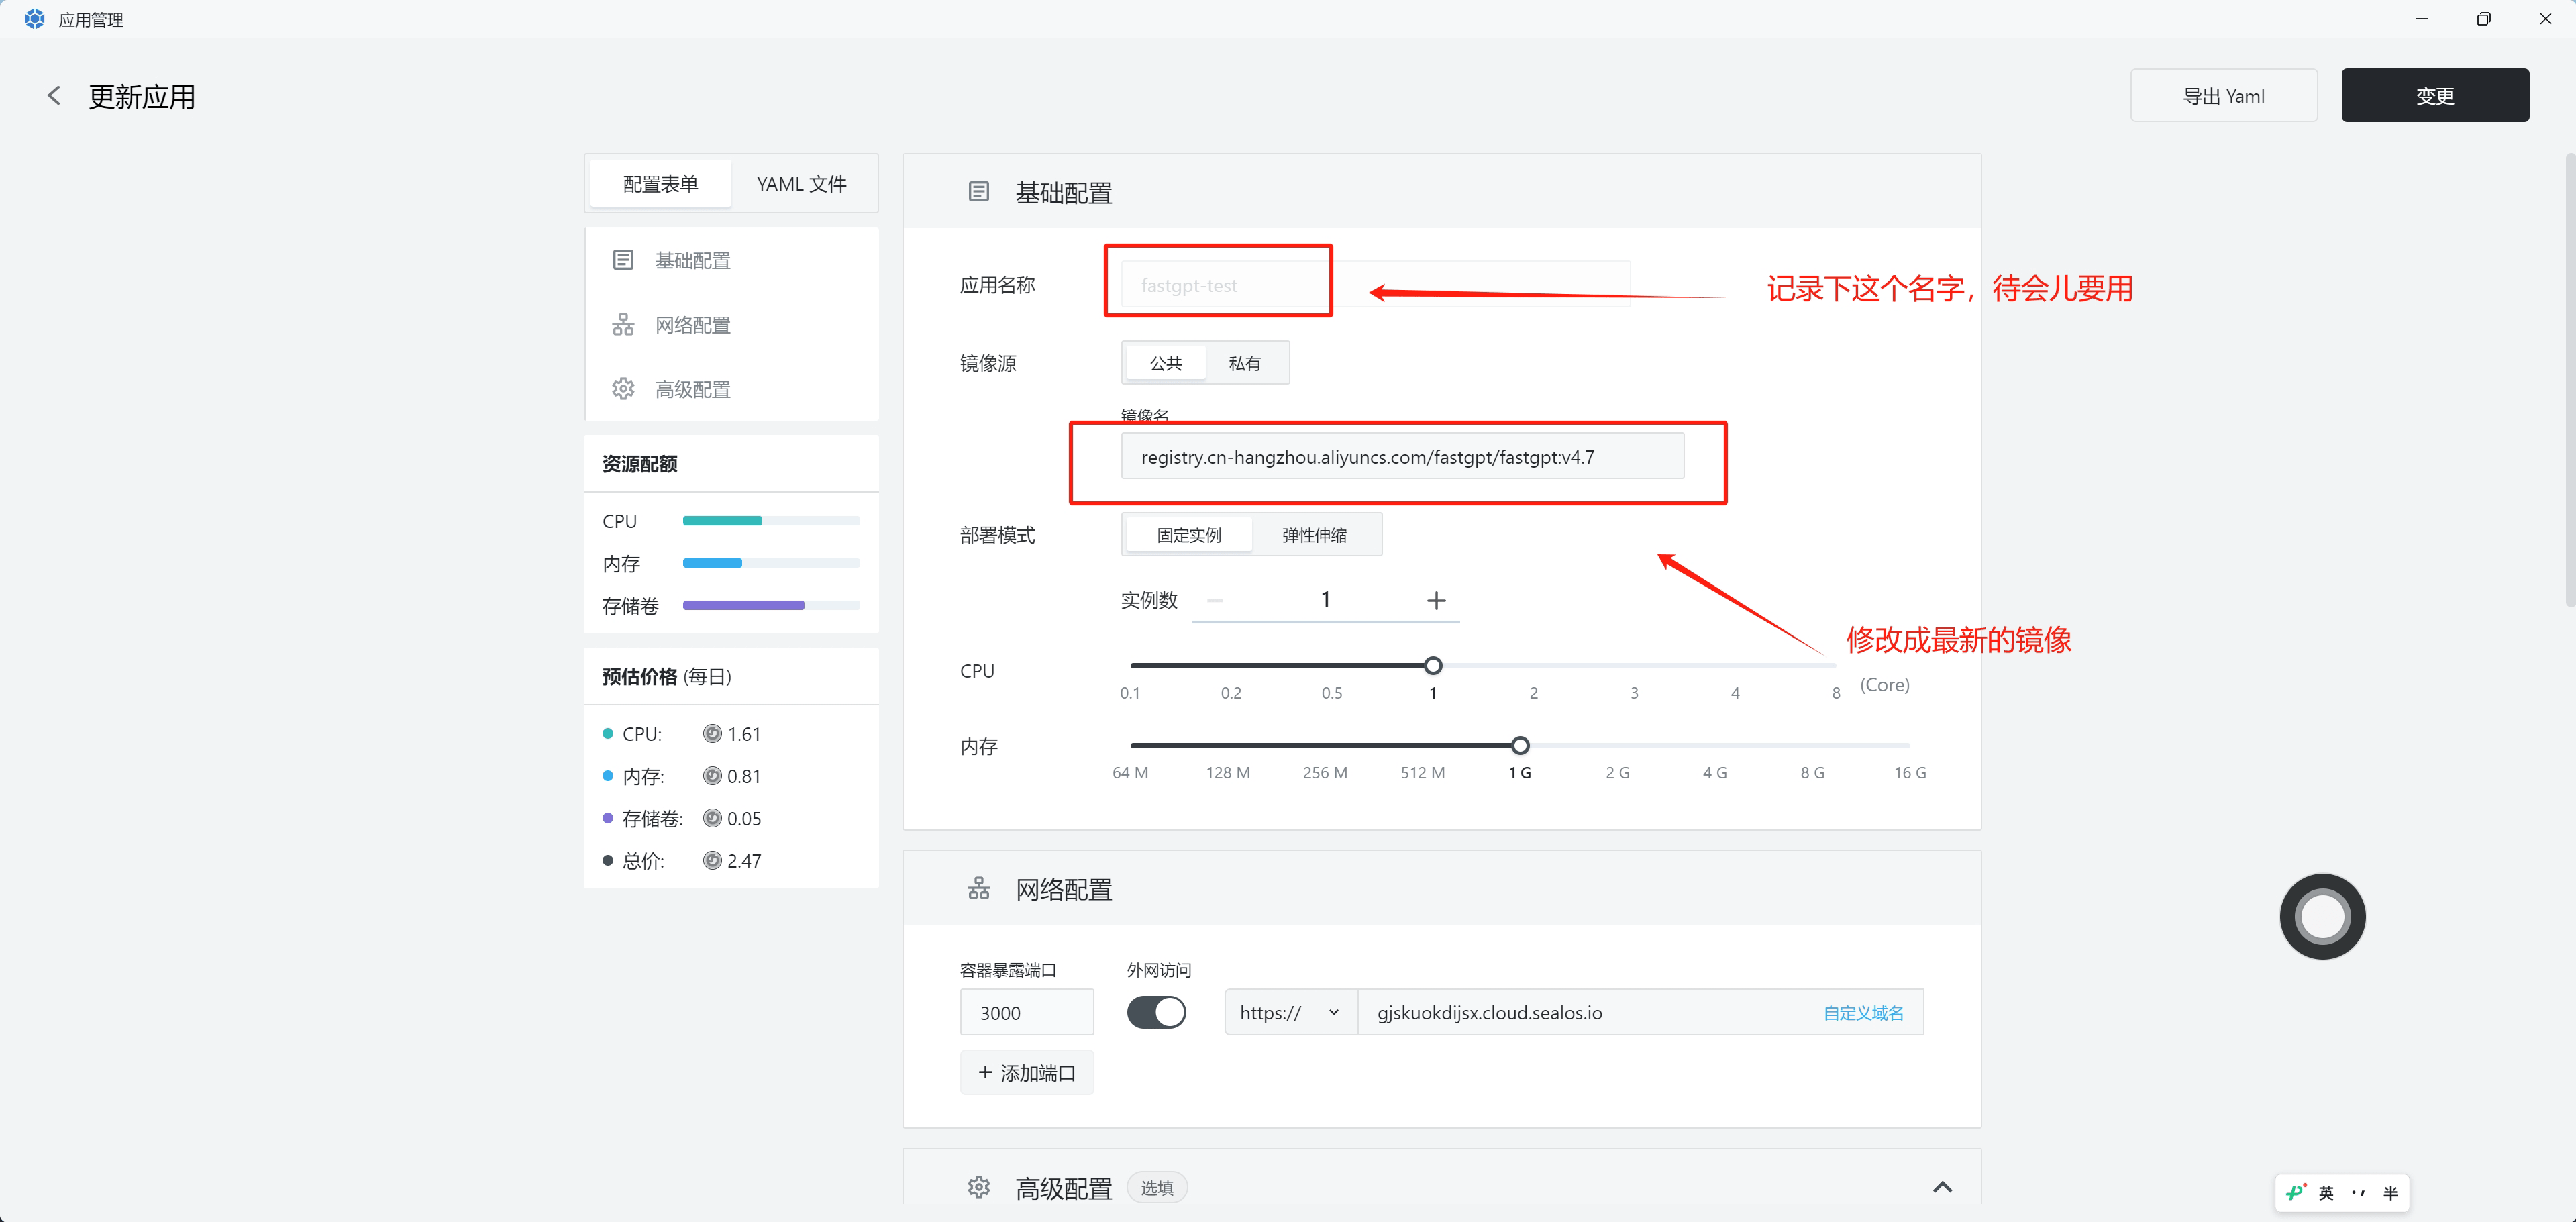 应用管理
更新应用
导出 Yaml
变更
配置表单
YAML 文件
基础配置
网络配置
高级配置
资源配额
CPU
内存
存储卷
预估价格 (每日)
CPU: 1.61
内存: 0.81
存储卷: 0.05
总价: 2.47
基础配置
应用名称
fastgpt-test
记录下这个名字，待会儿要用
镜像源
公共
私有
镜像名
registry.cn-hangzhou.aliyuncs.com/fastgpt/fastgpt:v4.7
部署模式
固定实例
弹性伸缩
实例数
1
修改成最新的镜像
CPU
0.1 0.2 0.5 1 2 3 4 8 (Core)
内存
64 M 128 M 256 M 512 M 1 G 2 G 4 G 8 G 16 G
网络配置
容器暴露端口
外网访问
3000
https://
gjskuokdijsx.cloud.sealos.io
自定义域名
+ 添加端口
高级配置
选填
英
半